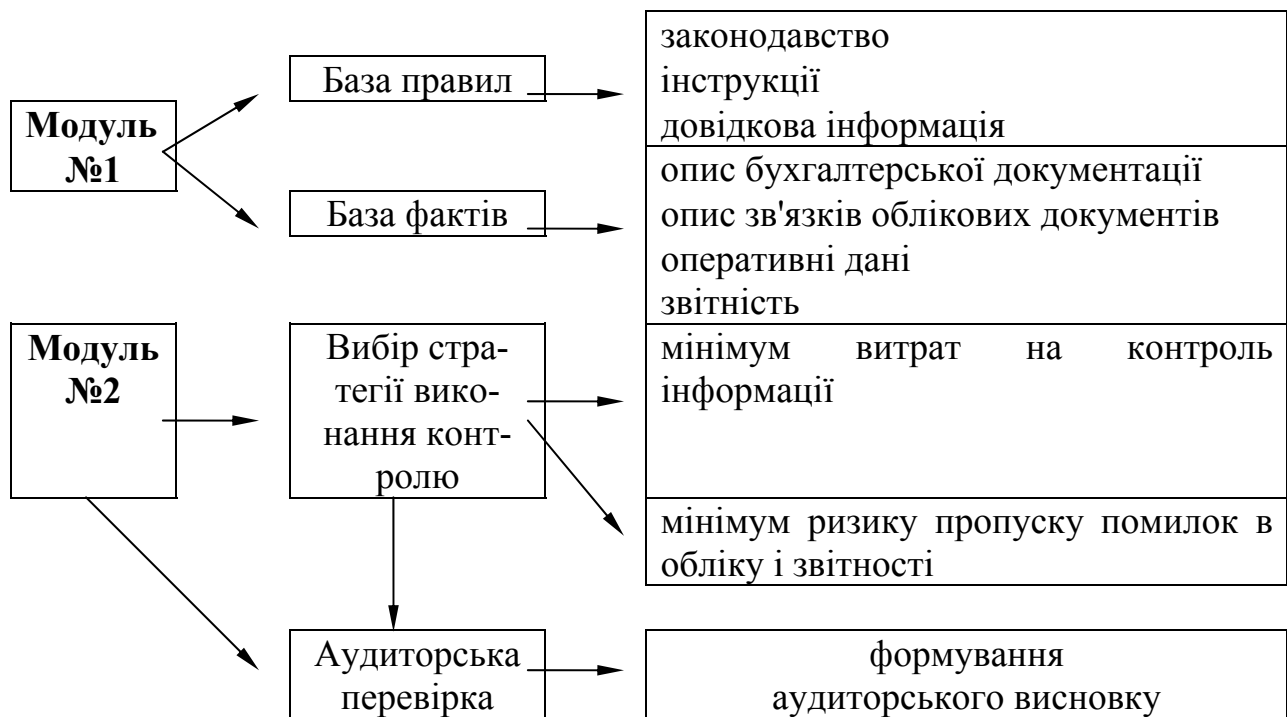 законодавство
База правил
інструкції
довідкова інформація
Модуль
№1
опис бухгалтерської документації
База фактів
опис зв'язків облікових документів
оперативні дані
звітність
Модуль
№2
Вибір стра-
тегії вико-
нання конт-
ролю
мінімум витрат на контроль
інформації
мінімум ризику пропуску помилок в
обліку і звітності
Аудиторська
перевірка
формування
аудиторського висновку